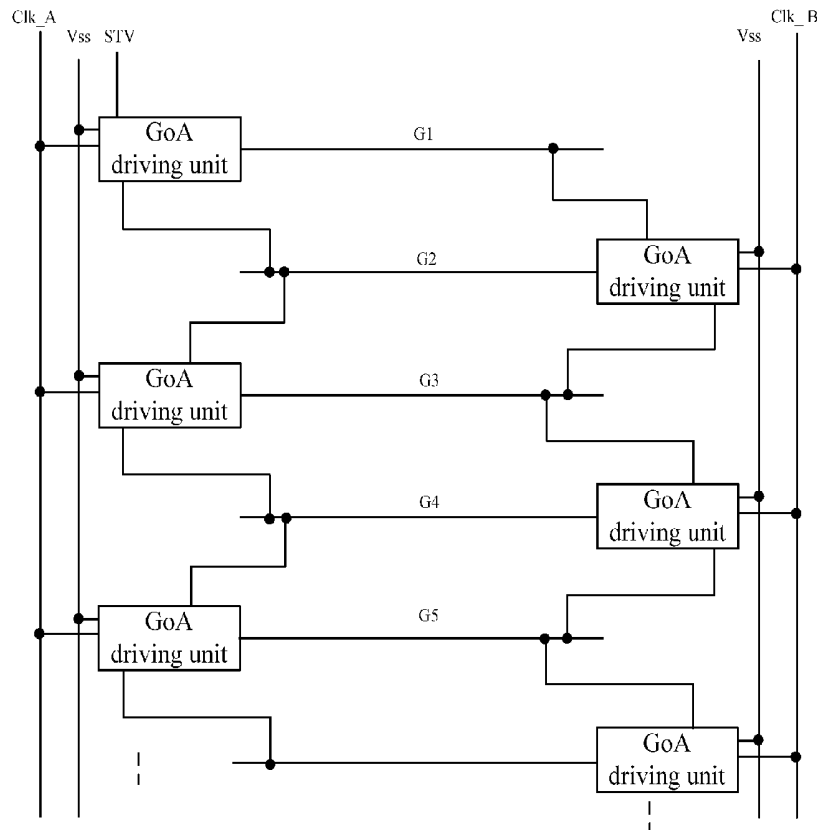 Clk_A
Vss STV
Vss
Clk_B
GoA
driving unit
G1
G2
GoA
driving unit
GoA
driving unit
G3
G4
GoA
driving unit
GoA
driving unit
G5
GoA
driving unit